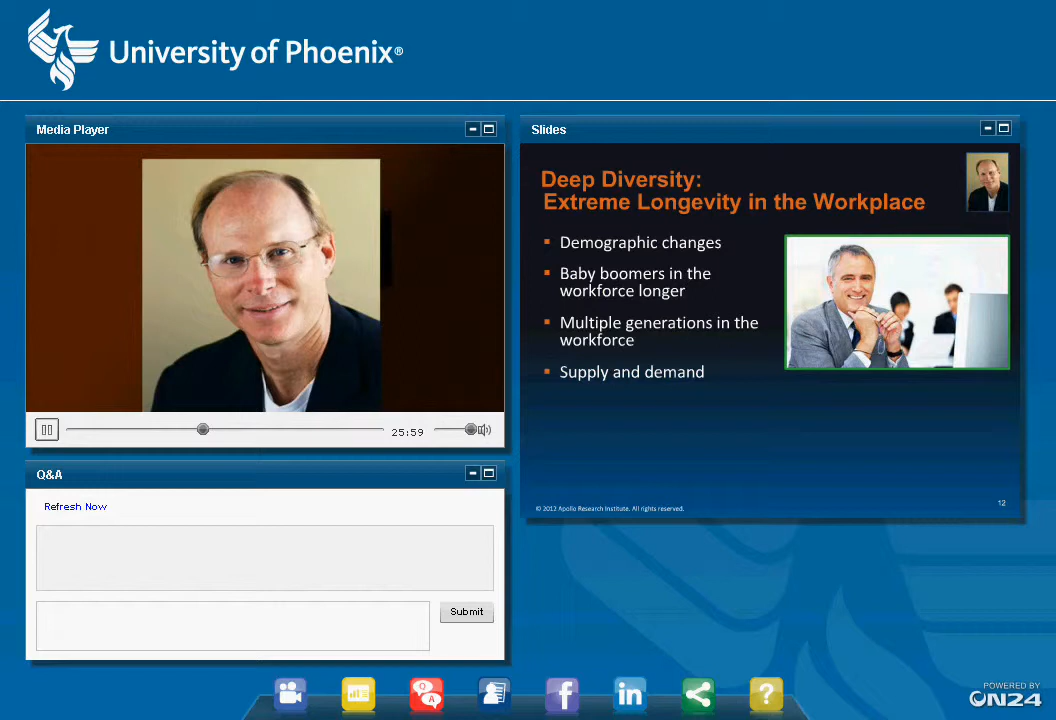 University of Phoenix®
Media Player
25:59
Q&A
Refresh Now
Submit
Slides
Deep Diversity:
Extreme Longevity in the Workplace
▪ Demographic changes
▪ Baby boomers in the
workforce longer
▪ Multiple generations in the
workforce
▪ Supply and demand
© 2012 Apollo Research Institute. All rights reserved.
12
Q
A
f
in
?
POWERED BY
ON24